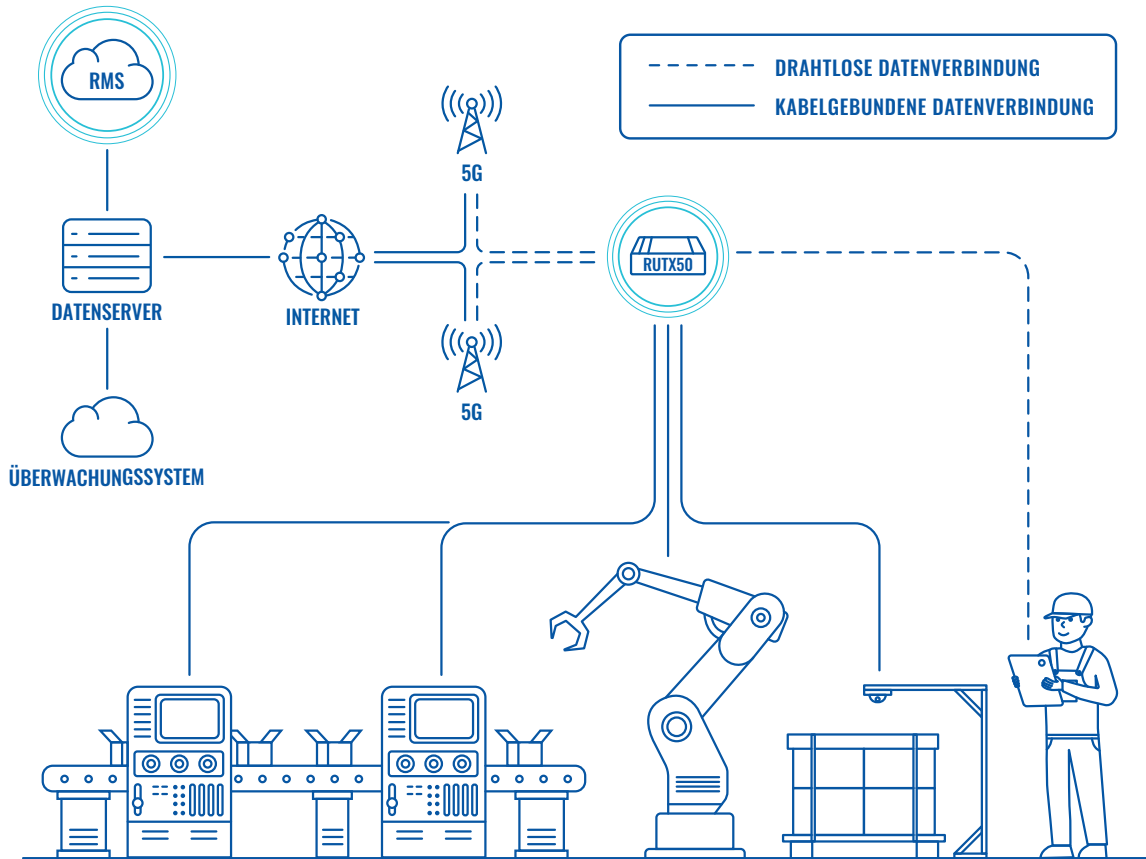 RMS
DRAHTLOSE DATENVERBINDUNG
KABELGEBUNDENE DATENVERBINDUNG
5G
RUTX50
DATENSERVER
INTERNET
5G
ÜBERWACHUNGSSYSTEM